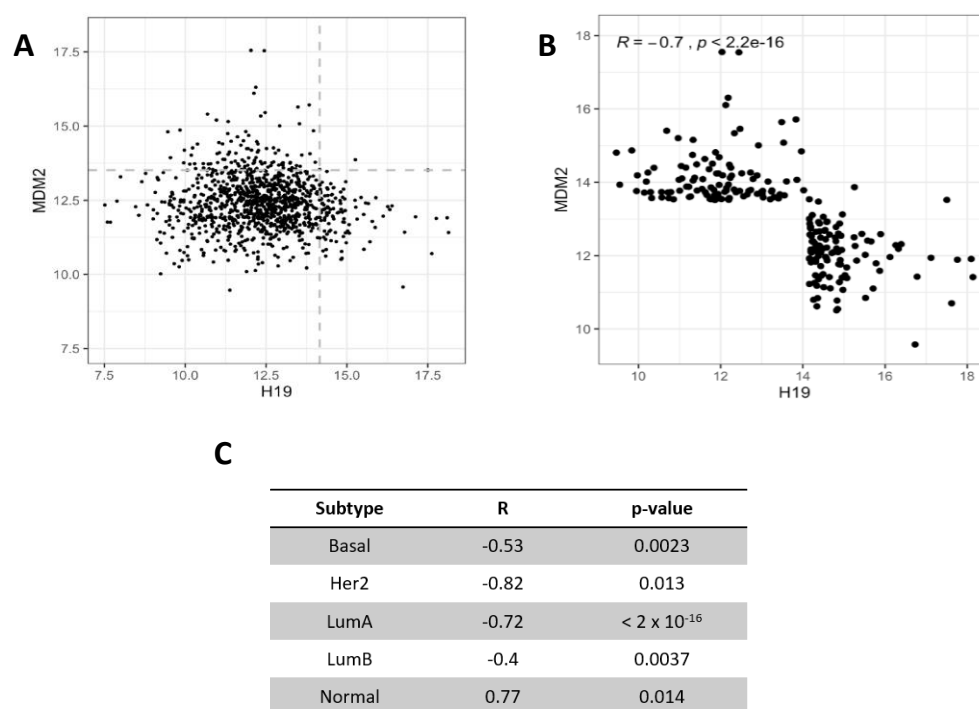 A
17.5
15.0
12.5
10.0
7.5
MDM2
7.5 10.0 12.5 15.0 17.5
H19
B
R = −0.7 , p < 2.2e-16
18
16
14
12
10
MDM2
10 12 14 16 18
H19
C
Subtype R p-value
Basal -0.53 0.0023
Her2 -0.82 0.013
LumA -0.72 < 2 x 10⁻¹⁶
LumB -0.4 0.0037
Normal 0.77 0.014